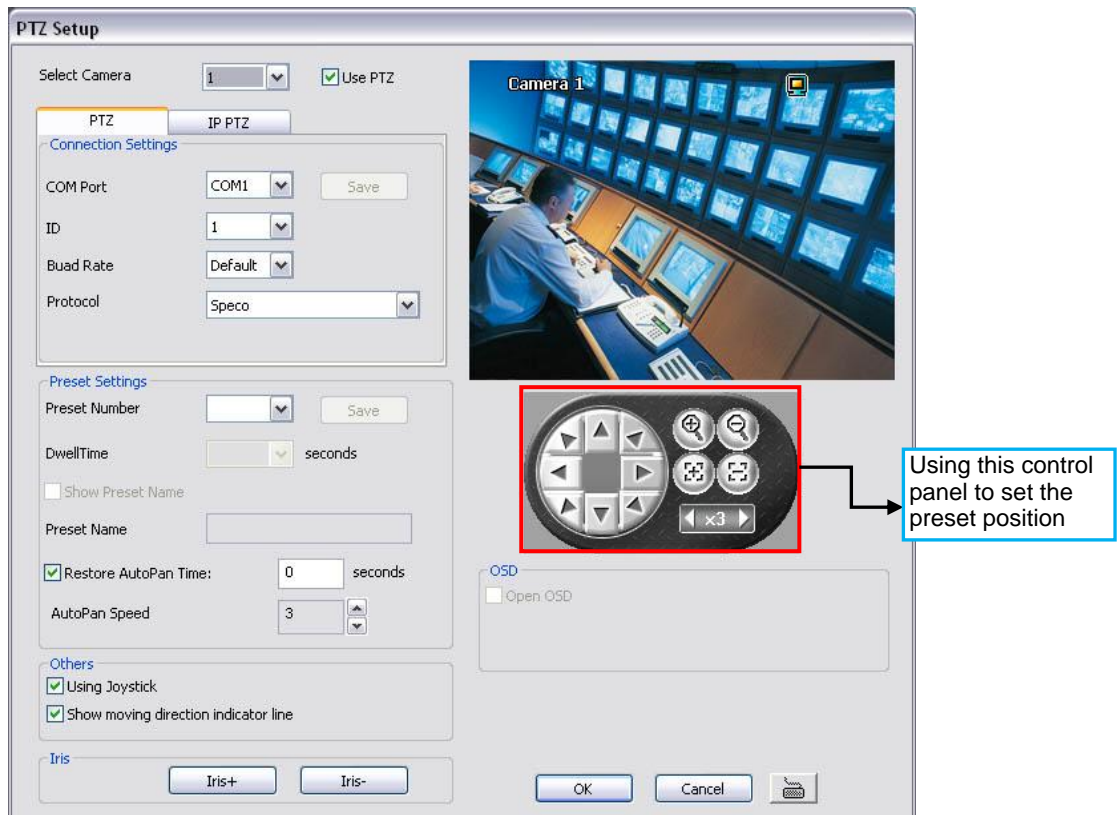 PTZ Setup
Select Camera 1 Use PTZ
PTZ IP PTZ
Connection Settings
COM Port COM1 Save
ID 1
Buad Rate Default
Protocol Speco
Preset Settings
Preset Number Save
DwellTime seconds
Show Preset Name
Preset Name
Restore AutoPan Time: 0 seconds
AutoPan Speed 3
Others
Using Joystick
Show moving direction indicator line
Iris
Iris+ Iris-
Camera 1
x3
Using this control
panel to set the
preset position
OSD
Open OSD
OK Cancel